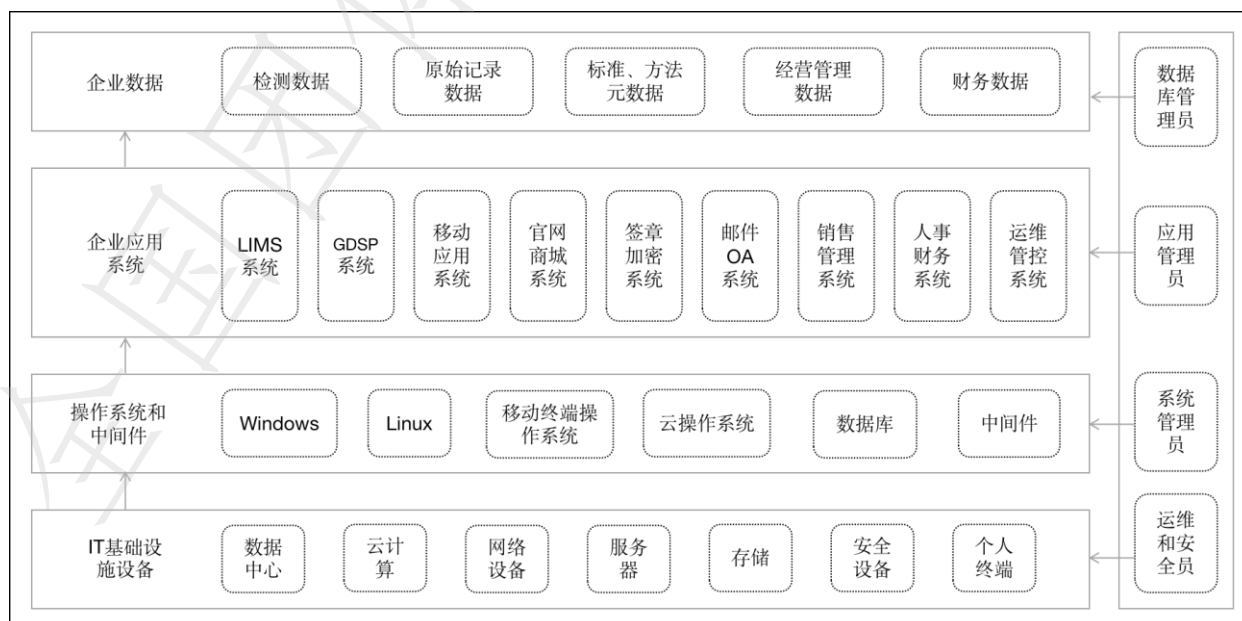 企业数据
检测数据
原始记录
数据
标准、方法
元数据
经营管理
数据
财务数据
数据
库管
理员
企业应用
系统
LIMS
系统
GDSP
系统
移动
应用
系统
官网
商城
系统
签章
加密
系统
邮件
OA
系统
销售
管理
系统
人事
财务
系统
运维
管控
系统
应用
管理
员
操作系统和
中间件
Windows
Linux
移动终端操
作系统
云操作系统
数据库
中间件
系统
管理
员
IT基础设
施设备
数据
中心
云计
算
网络
设备
服务
器
存储
安全
设备
个人
终端
运维
和安
全员